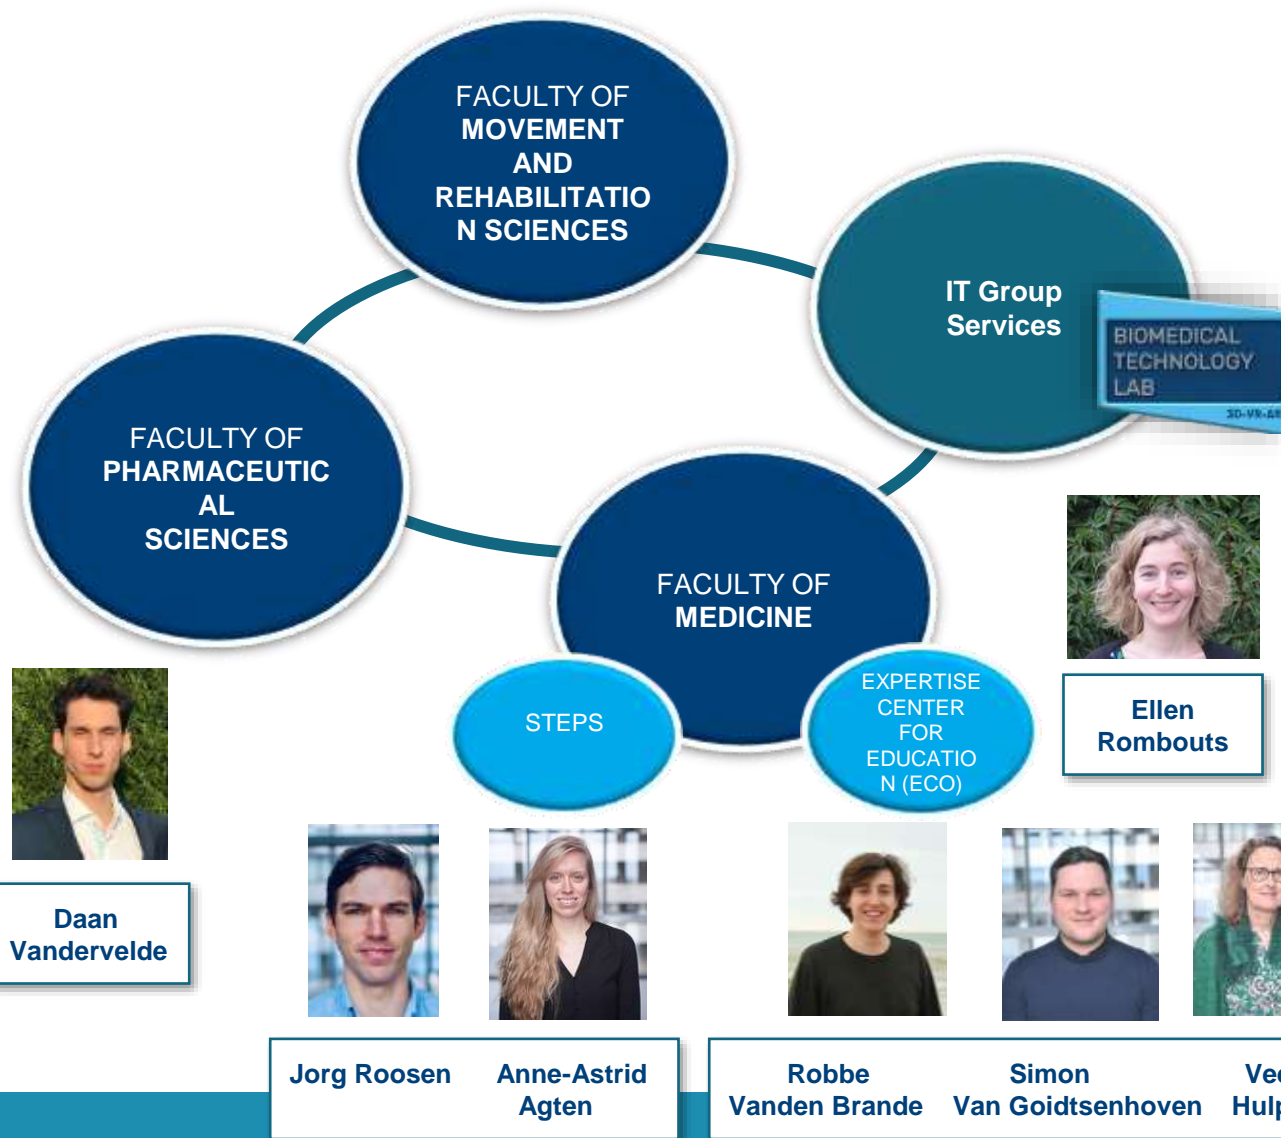 FACULTY OF
MOVEMENT
AND
REHABILITATIO
N SCIENCES
IT Group
Services
BIOMEDICAL
TECHNOLOGY
LAB
FACULTY OF
PHARMACEUTIC
AL
SCIENCES
FACULTY OF
MEDICINE
STEPS
EXPERTISE
CENTER
FOR
EDUCATIO
N (ECO)
Ellen
Rombouts
Daan
Vandervelde
Jorg Roosen
Anne-Astrid
Agten
Robbe
Vanden Brande
Simon
Van Goidtsenhoven